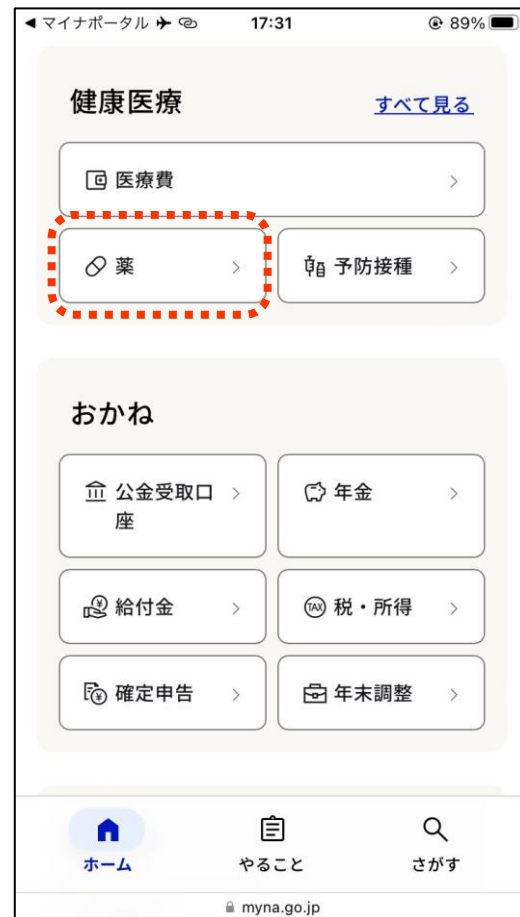 ◀ マイナポータル
17:31
89%
健康医療
すべて見る
医療費
薬
予防接種
おかね
公金受取口
座
年金
給付金
TAX 税・所得
確定申告
年末調整
ホーム
やること
さがす
myna.go.jp